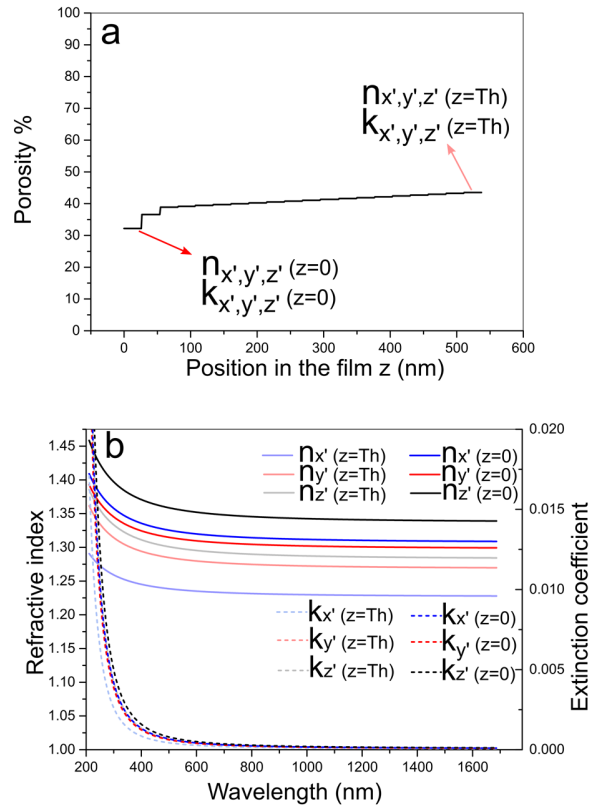 a
Porosity %
100
90
80
70
60
50
40
30
20
10
0
nx',y',z' (z=Th)
kx',y',z' (z=Th)
nx',y',z' (z=0)
kx',y',z' (z=0)
0 100 200 300 400 500 600
Position in the film z (nm)
b
Refractive index
1.45
1.40
1.35
1.30
1.25
1.20
1.15
1.10
1.05
1.00
nx' (z=Th) nx' (z=0)
ny' (z=Th) ny' (z=0)
nz' (z=Th) nz' (z=0)
kx' (z=Th) kx' (z=0)
ky' (z=Th) ky' (z=0)
kz' (z=Th) kz' (z=0)
0.020
0.015
0.010
0.005
0.000
Extinction coefficient
200 400 600 800 1000 1200 1400 1600
Wavelength (nm)